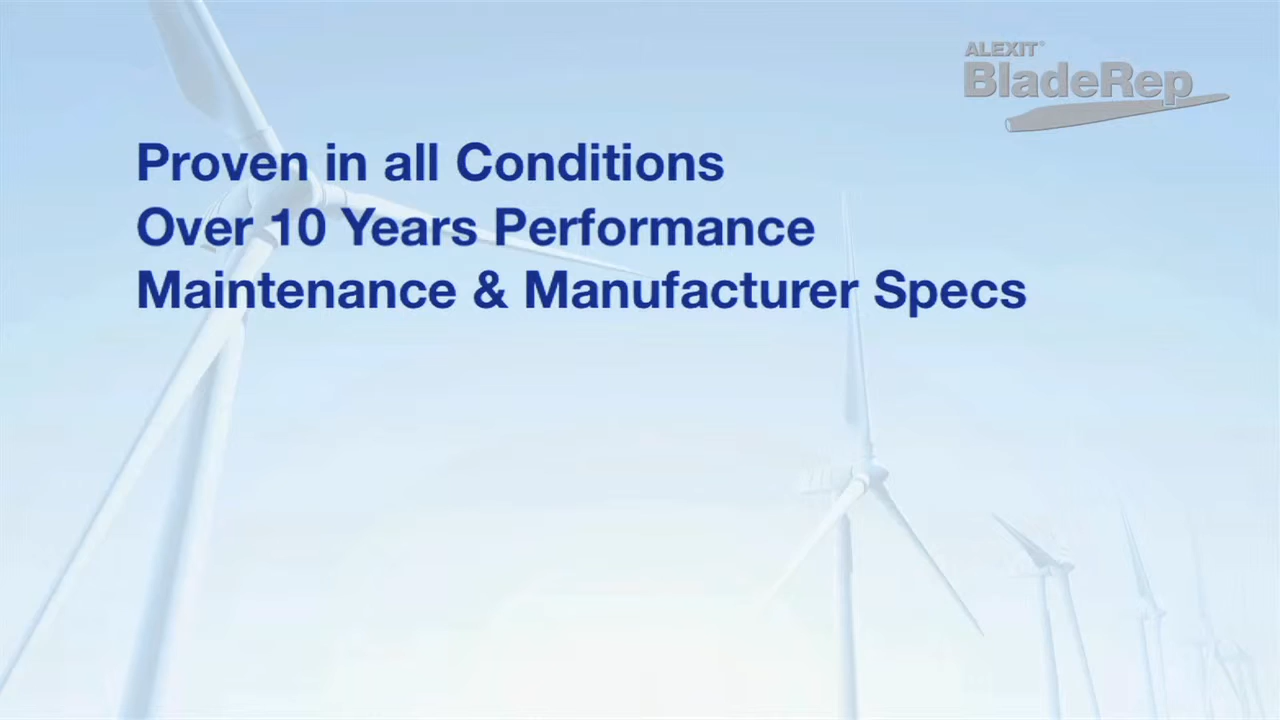 ALEXIT®
BladeRep
Proven in all Conditions
Over 10 Years Performance
Maintenance & Manufacturer Specs